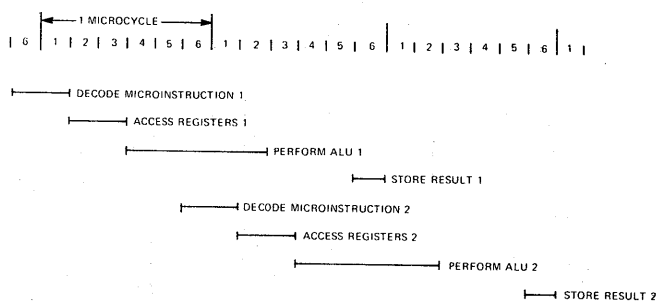 1 MICROCYCLE
| 6 | 1 | 2 | 3 | 4 | 5 | 6 | 1 | 2 | 3 | 4 | 5 | 6 | 1 | 2 | 3 | 4 | 5 | 6 | 1 |
DECODE MICROINSTRUCTION 1
ACCESS REGISTERS 1
PERFORM ALU 1
STORE RESULT 1
DECODE MICROINSTRUCTION 2
ACCESS REGISTERS 2
PERFORM ALU 2
STORE RESULT 2